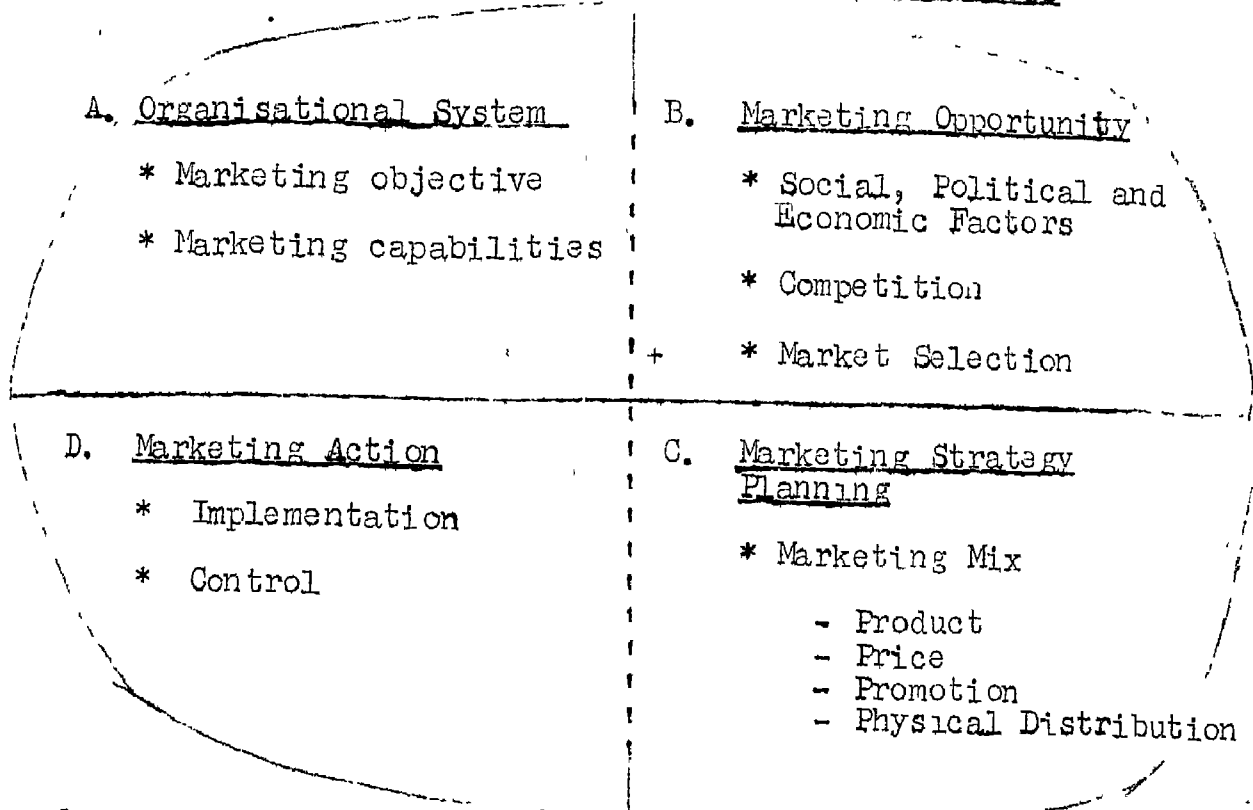 A. Organisational System
* Marketing objective
* Marketing capabilities
B. Marketing Opportunity
* Social, Political and
Economic Factors
* Competition
+ * Market Selection
D. Marketing Action
* Implementation
* Control
C. Marketing Strategy
Planning
* Marketing Mix
- Product
- Price
- Promotion
- Physical Distribution